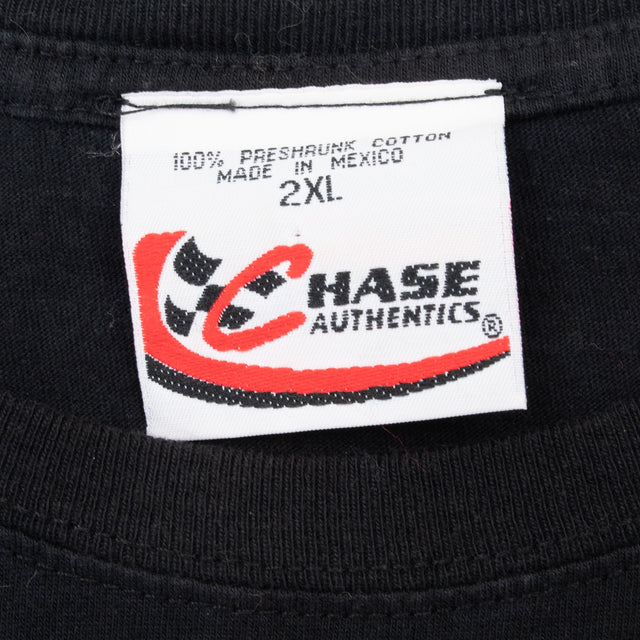 100% PRESHRUNK COTTON
MADE IN MEXICO
2XL
CHASE
AUTHENTICS®